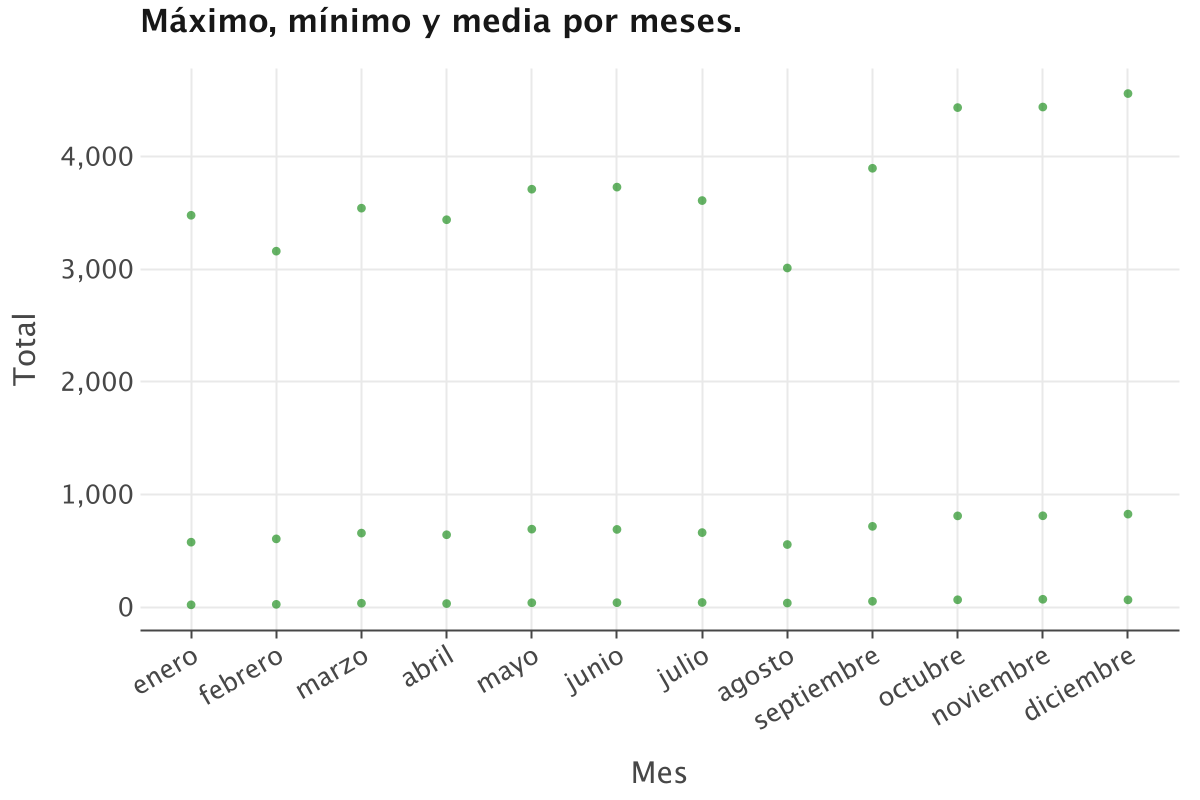 Máximo, mínimo y media por meses.
4,000
3,000
2,000
1,000
0
Total
enero
febrero
marzo
abril
mayo
junio
julio
agosto
septiembre
octubre
noviembre
diciembre
Mes